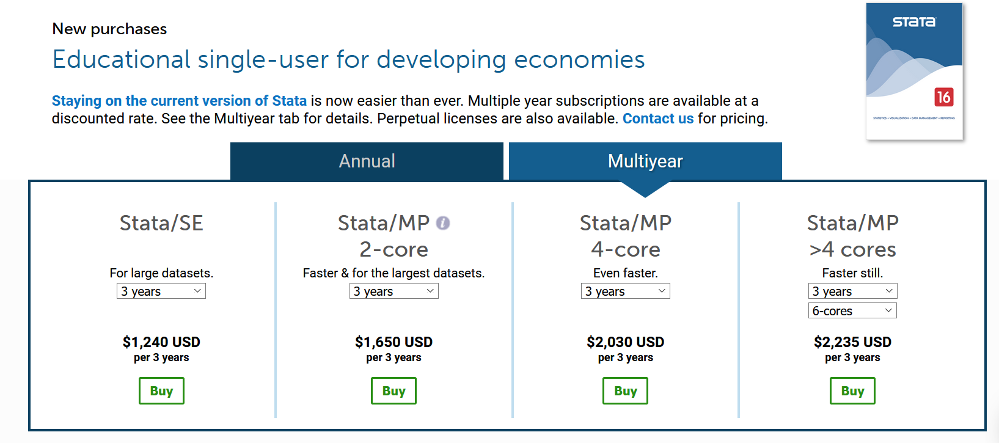 New purchases
Educational single-user for developing economies
Staying on the current version of Stata is now easier than ever. Multiple year subscriptions are available at a
discounted rate. See the Multiyear tab for details. Perpetual licenses are also available. Contact us for pricing.
STATA
16
STATISTICS • VISUALIZATION • DATA MANAGEMENT • REPORTING
Annual
Multiyear
Stata/SE
For large datasets.
3 years
$1,240 USD
per 3 years
Buy
Stata/MP i
2-core
Faster & for the largest datasets.
3 years
$1,650 USD
per 3 years
Buy
Stata/MP
4-core
Even faster.
3 years
$2,030 USD
per 3 years
Buy
Stata/MP
>4 cores
Faster still.
3 years
6-cores
$2,235 USD
per 3 years
Buy